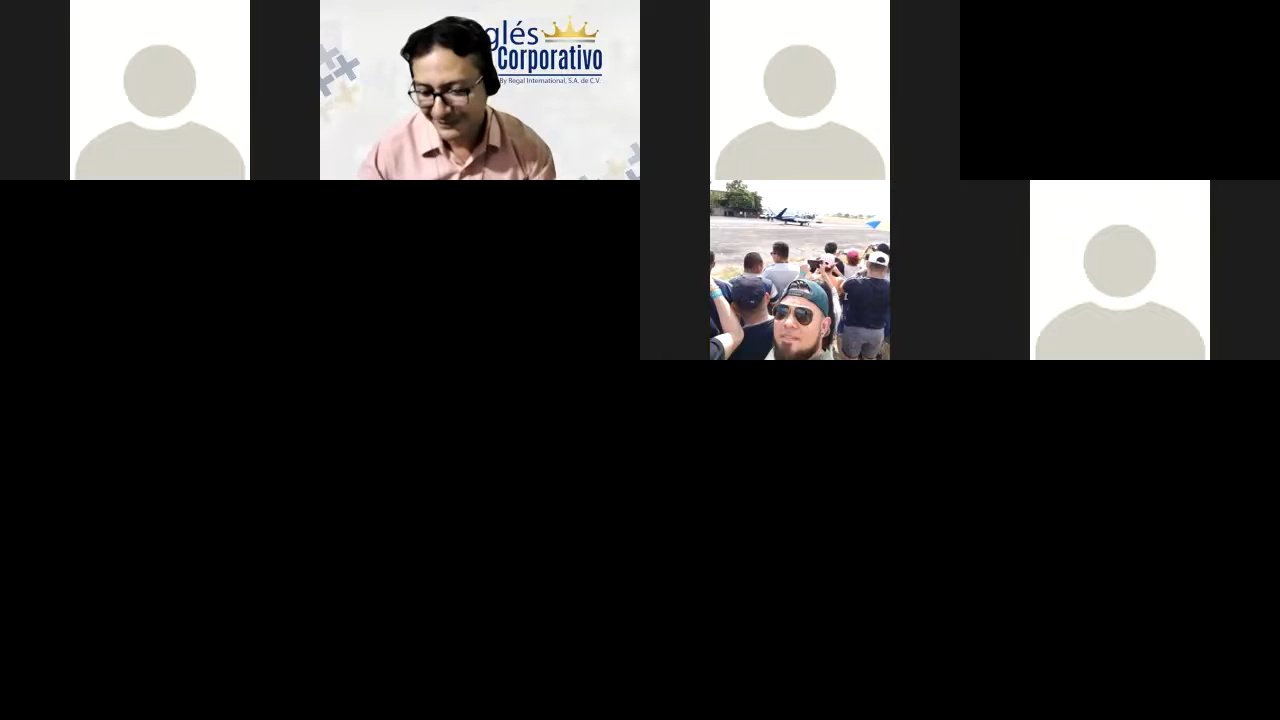 glés
Corporativo
By Regal International, S.A. de C.V.